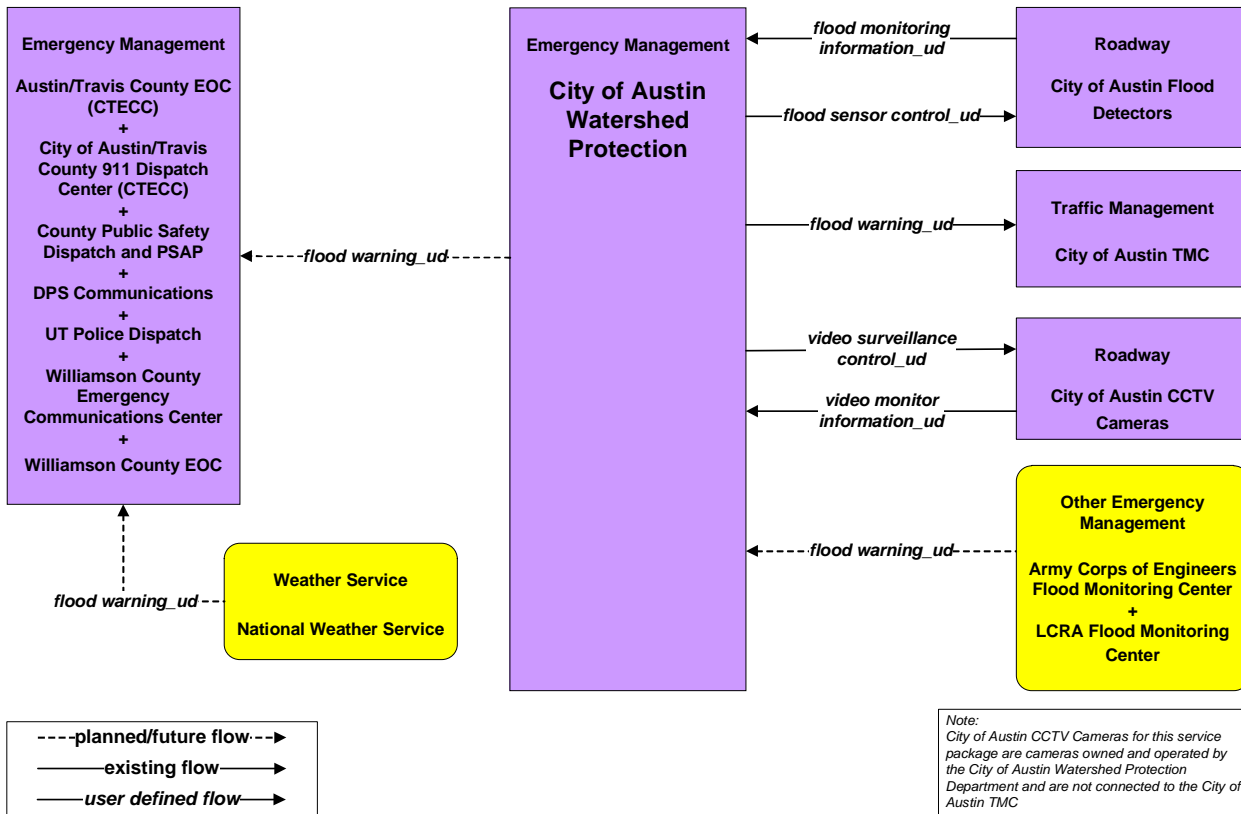 Emergency Management
Austin/Travis County EOC
(CTECC)
+
City of Austin/Travis
County 911 Dispatch
Center (CTECC)
+
County Public Safety
Dispatch and PSAP
+
DPS Communications
+
UT Police Dispatch
+
Williamson County
Emergency
Communications Center
+
Williamson County EOC
flood warning_ud
Weather Service
National Weather Service
flood warning_ud
Emergency Management
City of Austin
Watershed
Protection
flood monitoring
information_ud
flood sensor control_ud
Roadway
City of Austin Flood
Detectors
flood warning_ud
Traffic Management
City of Austin TMC
video surveillance
control_ud
video monitor
information_ud
Roadway
City of Austin CCTV
Cameras
flood warning_ud
Other Emergency
Management
Army Corps of Engineers
Flood Monitoring Center
+
LCRA Flood Monitoring
Center
planned/future flow
existing flow
user defined flow
Note:
City of Austin CCTV Cameras for this service
package are cameras owned and operated by
the City of Austin Watershed Protection
Department and are not connected to the City of
Austin TMC